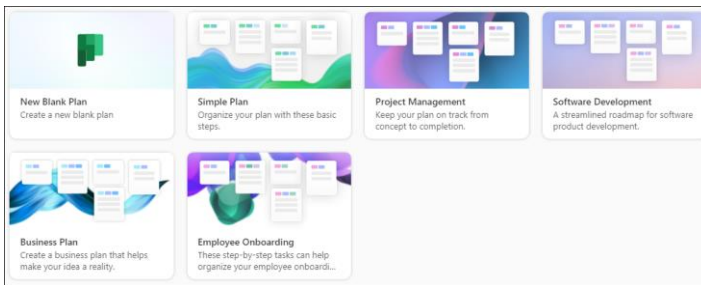 New Blank Plan
Create a new blank plan
Simple Plan
Organize your plan with these basic
steps.
Project Management
Keep your plan on track from
concept to completion.
Software Development
A streamlined roadmap for software
product development.
Business Plan
Create a business plan that helps
make your idea a reality.
Employee Onboarding
These step-by-step tasks can help
organize your employee onboardi...